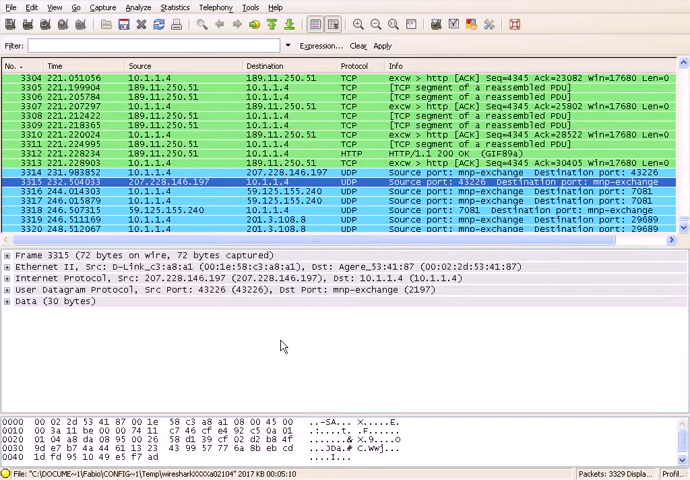 File Edit View Go Capture Analyze Statistics Telephony Tools Help
Filter: Expression... Clear Apply
No. Time Source Destination Protocol Info
3304 221.051056 10.1.1.4 189.11.250.51 TCP excw > http [ACK] Seq=4345 Ack=23082 Win=17680 Len=0
3305 221.199904 189.11.250.51 10.1.1.4 TCP [TCP segment of a reassembled PDU]
3306 221.205784 189.11.250.51 10.1.1.4 TCP [TCP segment of a reassembled PDU]
3307 221.207297 10.1.1.4 189.11.250.51 TCP excw > http [ACK] Seq=4345 Ack=25802 Win=17680 Len=0
3308 221.212422 189.11.250.51 10.1.1.4 TCP [TCP segment of a reassembled PDU]
3309 221.218365 189.11.250.51 10.1.1.4 TCP [TCP segment of a reassembled PDU]
3310 221.220024 10.1.1.4 189.11.250.51 TCP excw > http [ACK] Seq=4345 Ack=28522 Win=17680 Len=0
3311 221.224995 189.11.250.51 10.1.1.4 TCP [TCP segment of a reassembled PDU]
3312 221.228234 189.11.250.51 10.1.1.4 HTTP HTTP/1.1 200 OK (GIF89a)
3313 221.228903 10.1.1.4 189.11.250.51 TCP excw > http [ACK] Seq=4345 Ack=30405 Win=17680 Len=0
3314 231.983852 10.1.1.4 207.228.146.197 UDP Source port: mnp-exchange Destination port: 43226
3315 232.504033 207.228.146.197 10.1.1.4 UDP Source port: 43226 Destination port: mnp-exchange
3316 244.014303 10.1.1.4 59.125.155.240 UDP Source port: mnp-exchange Destination port: 7081
3317 246.015879 10.1.1.4 59.125.155.240 UDP Source port: mnp-exchange Destination port: 7081
3318 246.507315 59.125.155.240 10.1.1.4 UDP Source port: 7081 Destination port: mnp-exchange
3319 246.511169 10.1.1.4 201.3.108.8 UDP Source port: mnp-exchange Destination port: 29689
3320 248.512067 10.1.1.4 201.3.108.8 UDP Source port: mnp-exchange Destination port: 29689
Frame 3315 (72 bytes on wire, 72 bytes captured)
Ethernet II, Src: D-Link_c3:a8:a1 (00:1e:58:c3:a8:a1), Dst: Agere_53:41:87 (00:02:2d:53:41:87)
Internet Protocol, Src: 207.228.146.197 (207.228.146.197), Dst: 10.1.1.4 (10.1.1.4)
User Datagram Protocol, Src Port: 43226 (43226), Dst Port: mnp-exchange (2197)
Data (30 bytes)
0000 00 02 2d 53 41 87 00 1e 58 c3 a8 a1 08 00 45 00 ..-SA... X.....E.
0010 00 3a 11 be 00 00 74 11 c7 46 cf e4 92 c5 0a 01 .:....t. .F......
0020 01 04 a8 da 08 95 00 26 58 d1 39 cf 02 d2 b8 4f .......& X.9....O
0030 9d e7 b7 4a 44 61 13 23 43 99 57 77 6a 8b eb cd ...JDa.# C.Wwj...
0040 1d fd 95 10 49 e5 f7 ad ....I...
File: "C:\DOCUME~1\Fabio\CONFIG~1\Temp\wiresharkXXXXa02104" 2017 KB 00:05:10 Packets: 3329 Displa... Profil...